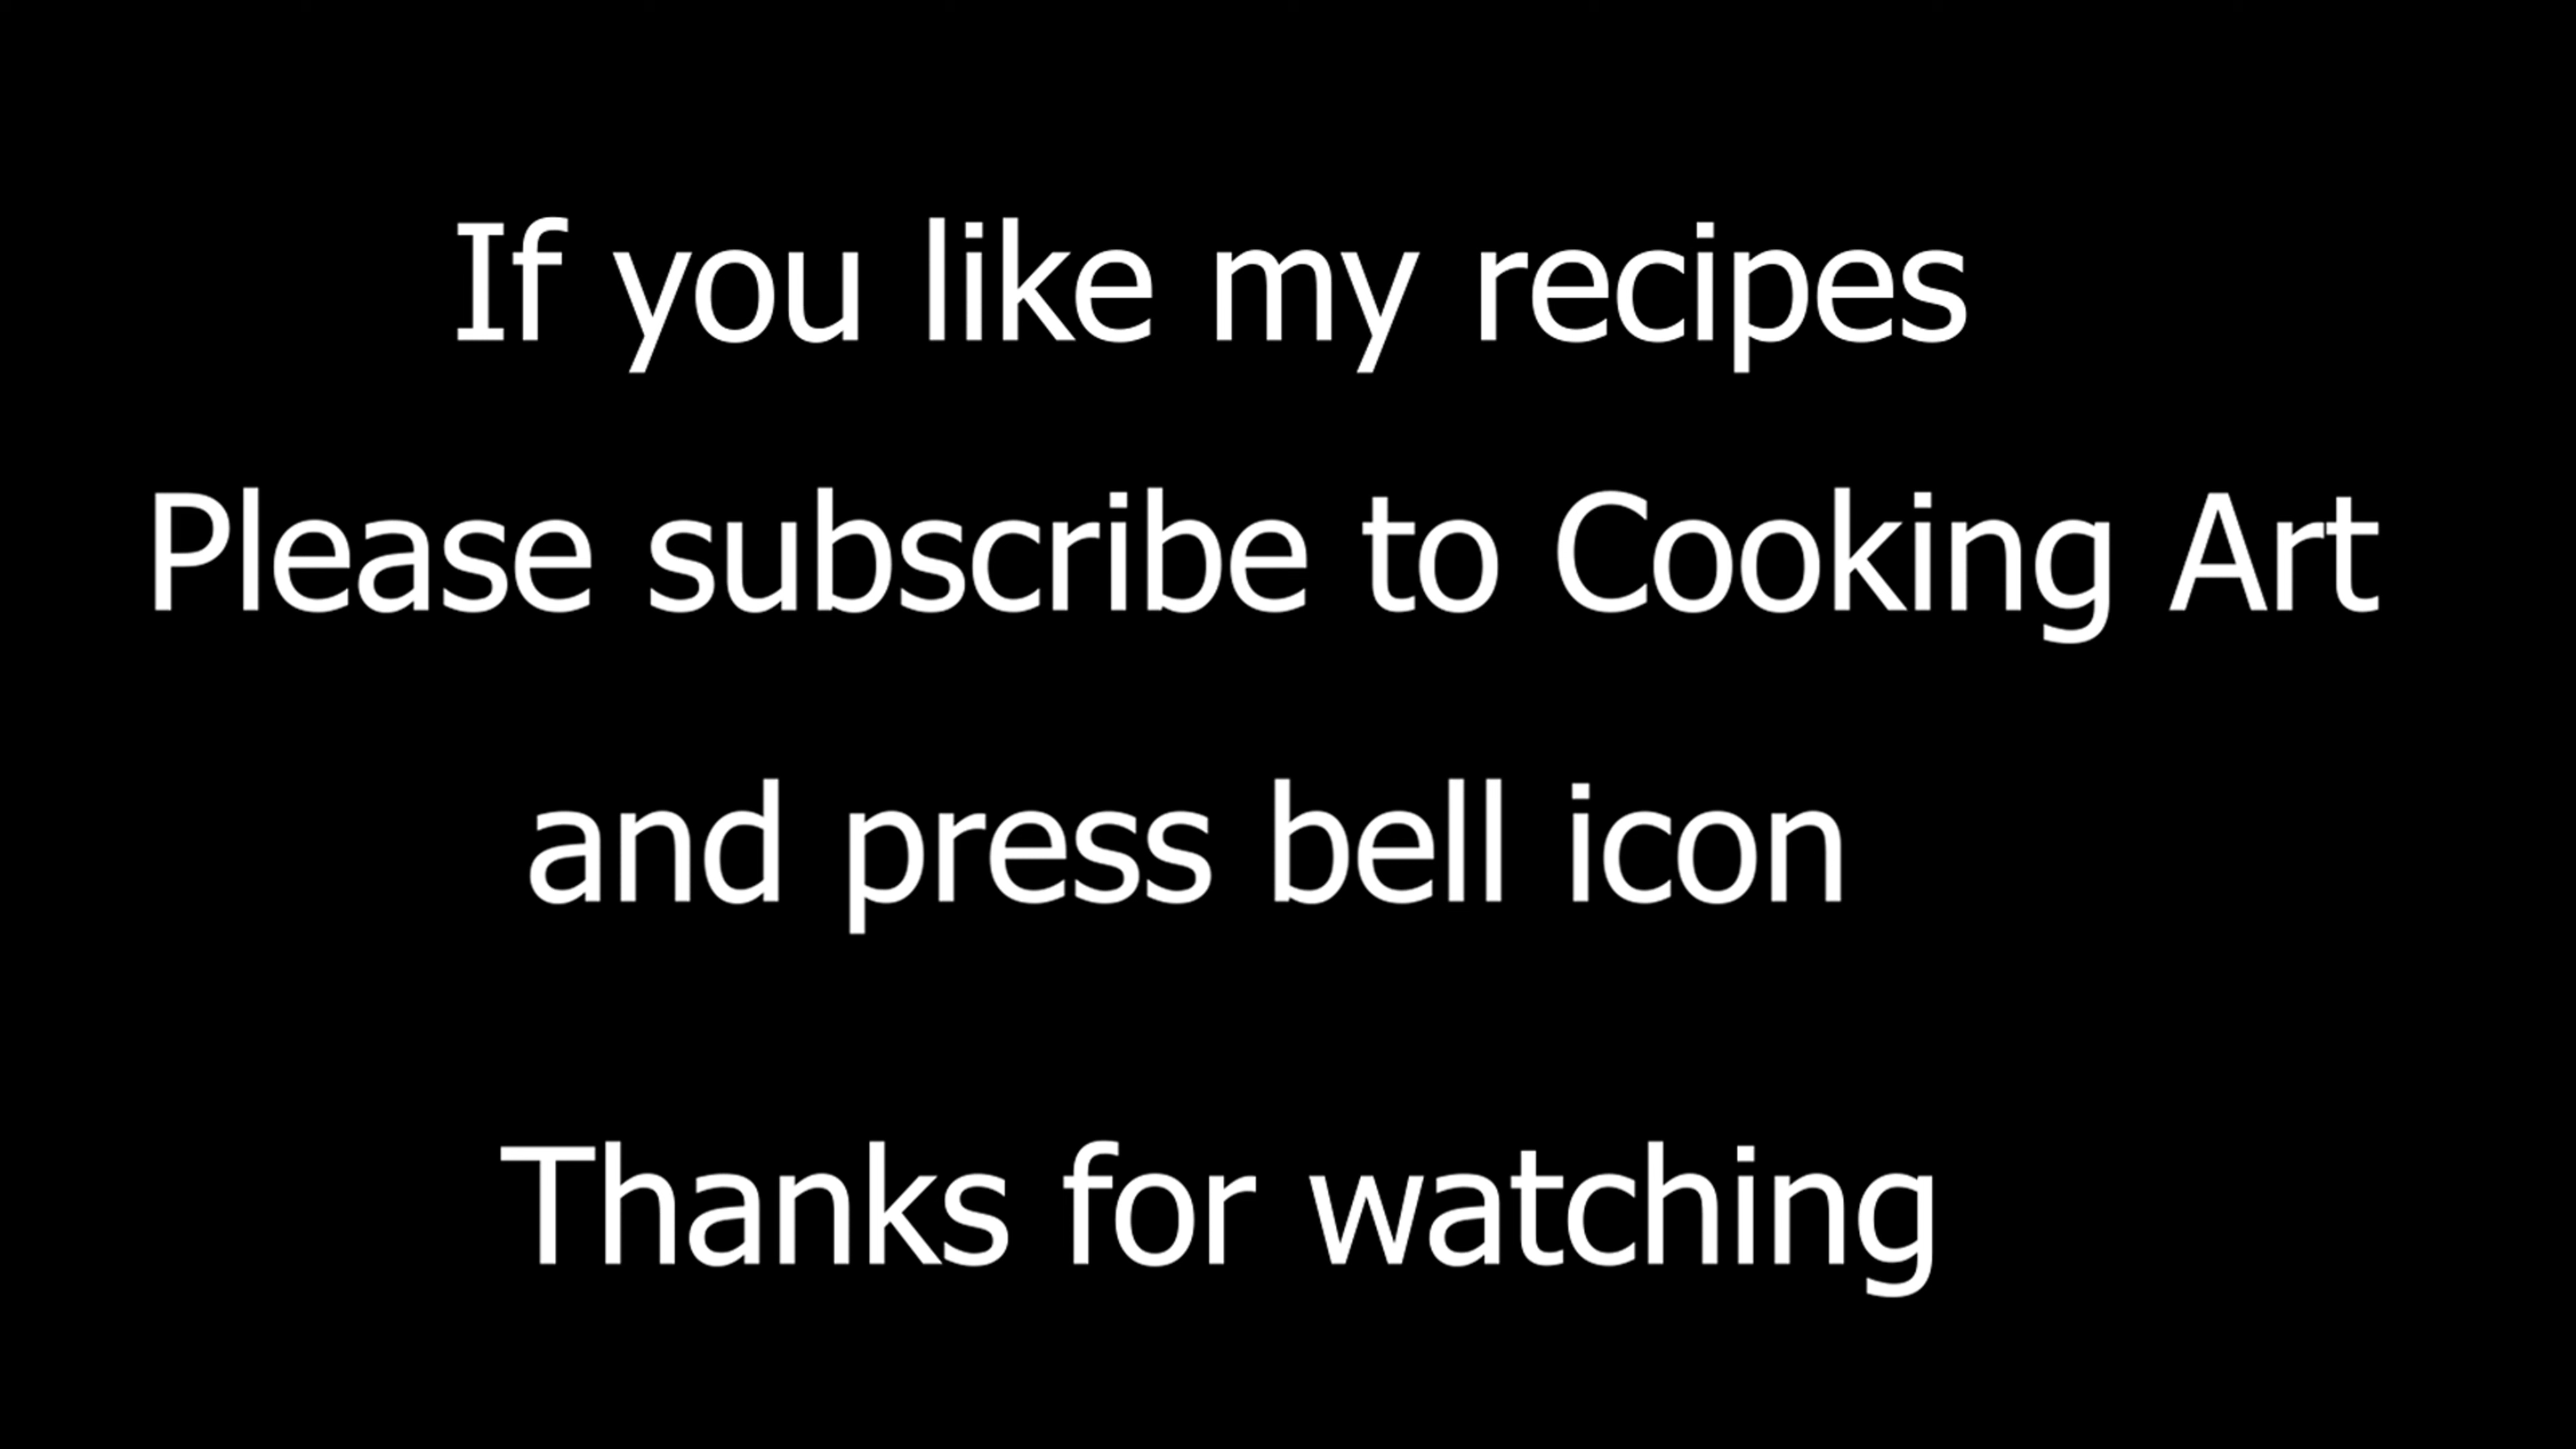 If you like my recipes
Please subscribe to Cooking Art
and press bell icon
Thanks for watching